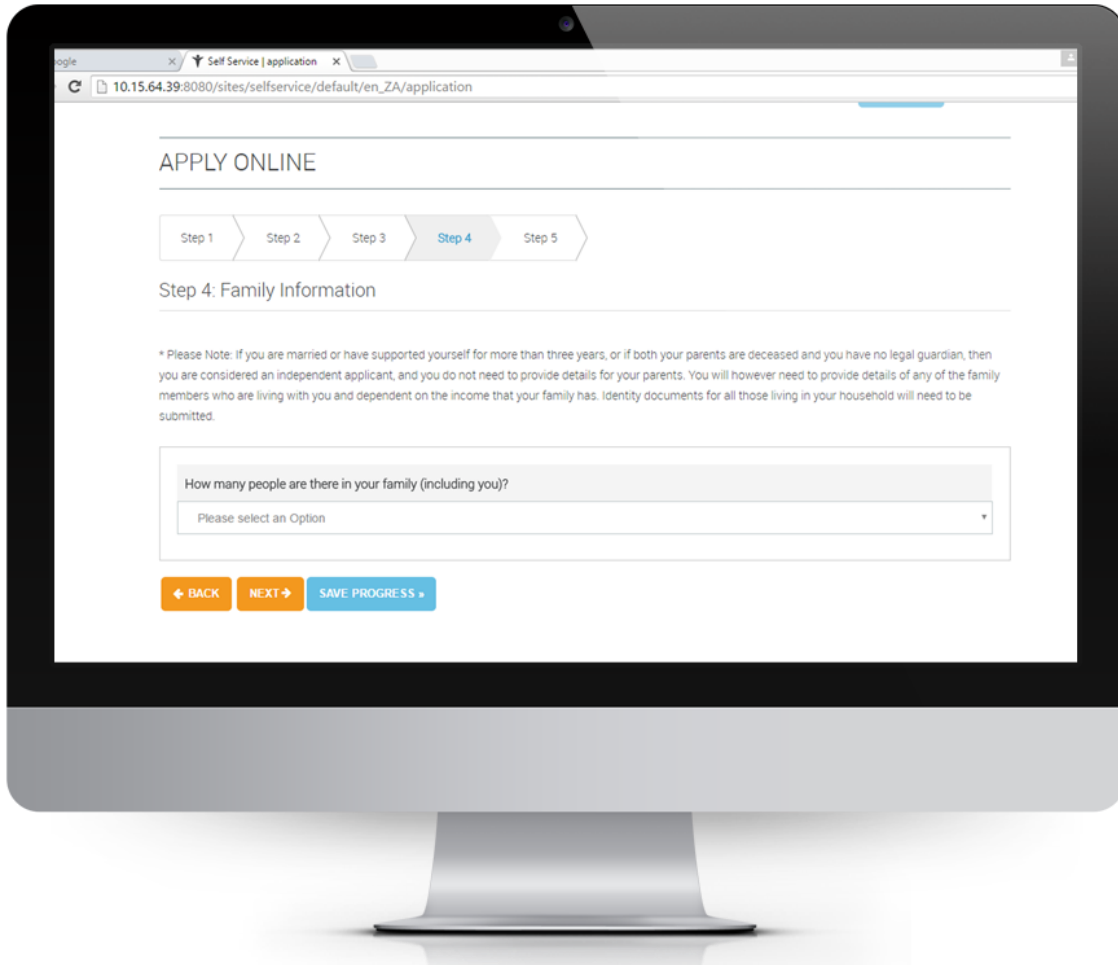 Self Service | application
10.15.64.39:8080/sites/selfservice/default/en_ZA/application
APPLY ONLINE
Step 1
Step 2
Step 3
Step 4
Step 5
Step 4: Family Information
* Please Note: If you are married or have supported yourself for more than three years, or if both your parents are deceased and you have no legal guardian, then
you are considered an independent applicant, and you do not need to provide details for your parents. You will however need to provide details of any of the family
members who are living with you and dependent on the income that your family has. Identity documents for all those living in your household will need to be
submitted.
How many people are there in your family (including you)?
Please select an Option
BACK
NEXT
SAVE PROGRESS »